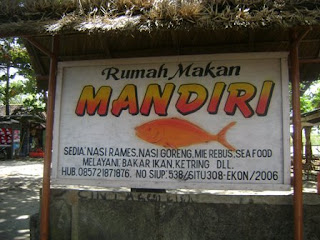 Rumah Makan
MANDIRI
SEDIA. NASI RAMES. NASI GORENG. MIE REBUS. SEA FOOD
MELAYANI. BAKAR IKAN KETRING DLL.
HUB. 085721871876. NO SIUP. 538/SITU308-EKON/2006